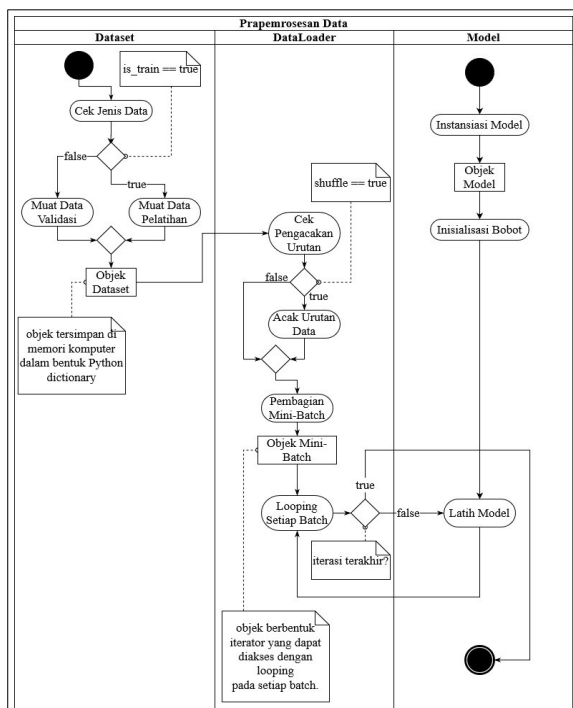 Prapemrosesan Data
Dataset
DataLoader
Model
is_train == true
Cek Jenis Data
false
true
Muat Data
Validasi
Muat Data
Pelatihan
Objek
Dataset
objek tersimpan di
memori komputer
dalam bentuk Python
dictionary
shuffle == true
Cek
Pengacakan
Urutan
false
true
Acak Urutan
Data
Pembagian
Mini-Batch
Objek Mini-
Batch
Looping
Setiap Batch
true
false
iterasi terakhir?
objek berbentuk
iterator yang dapat
diakses dengan
looping
pada setiap batch.
Instansiasi Model
Objek
Model
Inisialisasi Bobot
Latih Model